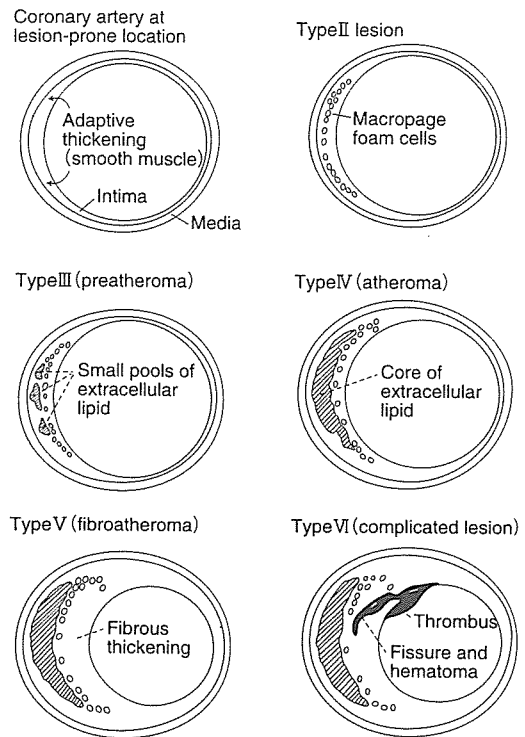 Coronary artery at
lesion-prone location
Adaptive
thickening
(smooth muscle)
Intima
Media
TypeⅡ lesion
Macropage
foam cells
TypeⅢ (preatheroma)
Small pools of
extracellular
lipid
TypeⅣ (atheroma)
Core of
extracellular
lipid
TypeⅤ (fibroatheroma)
Fibrous
thickening
TypeⅥ (complicated lesion)
Thrombus
Fissure and
hematoma